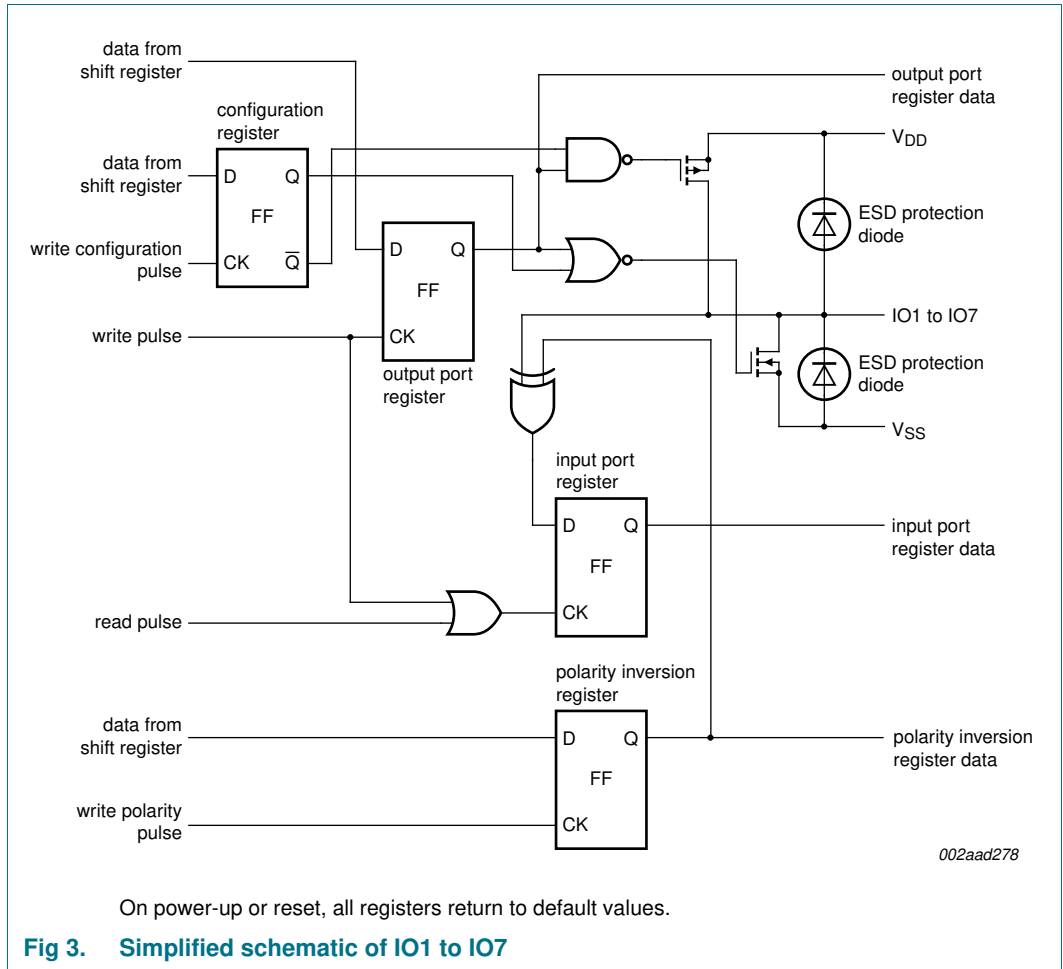 data from
shift register
output port
register data
configuration
register
V_DD
data from
shift register
D Q
FF
write configuration
pulse
CK Q̅
ESD protection
diode
D Q
FF
CK
IO1 to IO7
write pulse
output port
register
ESD protection
diode
V_SS
input port
register
D Q
FF
CK
input port
register data
read pulse
polarity inversion
register
data from
shift register
D Q
FF
CK
polarity inversion
register data
write polarity
pulse
002aad278
On power-up or reset, all registers return to default values.
Fig 3. Simplified schematic of IO1 to IO7